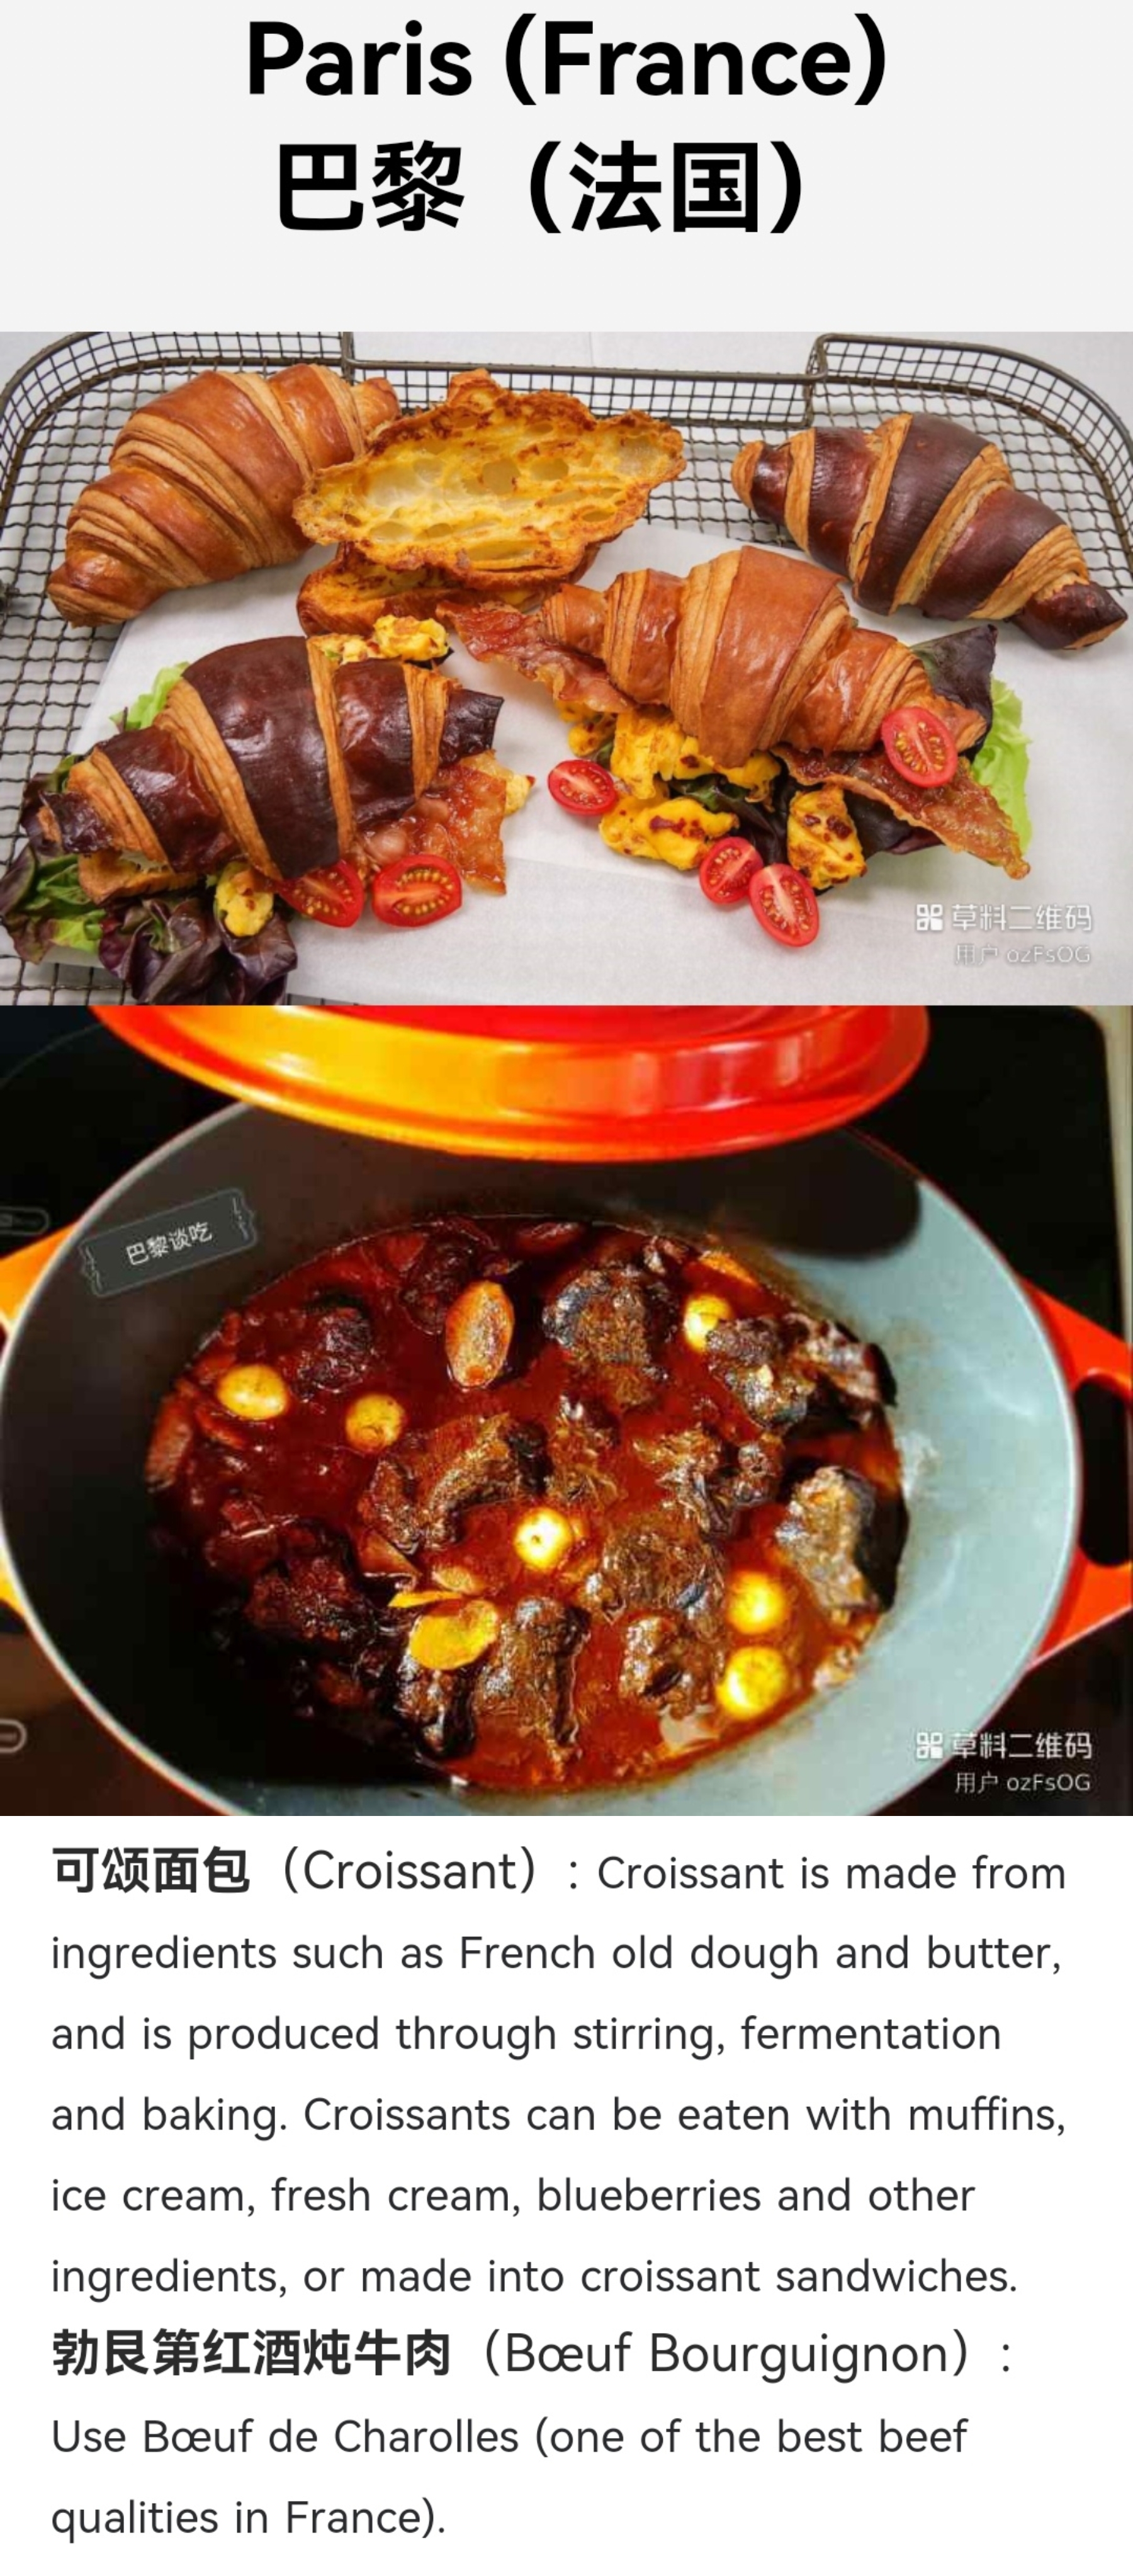 Paris (France)
巴黎（法国）
草料二维码
用户 ozFsOG
巴黎谈吃
草料二维码
用户 ozFsOG
可颂面包（Croissant）: Croissant is made from
ingredients such as French old dough and butter,
and is produced through stirring, fermentation
and baking. Croissants can be eaten with muffins,
ice cream, fresh cream, blueberries and other
ingredients, or made into croissant sandwiches.
勃艮第红酒炖牛肉（Bœuf Bourguignon）:
Use Bœuf de Charolles (one of the best beef
qualities in France).